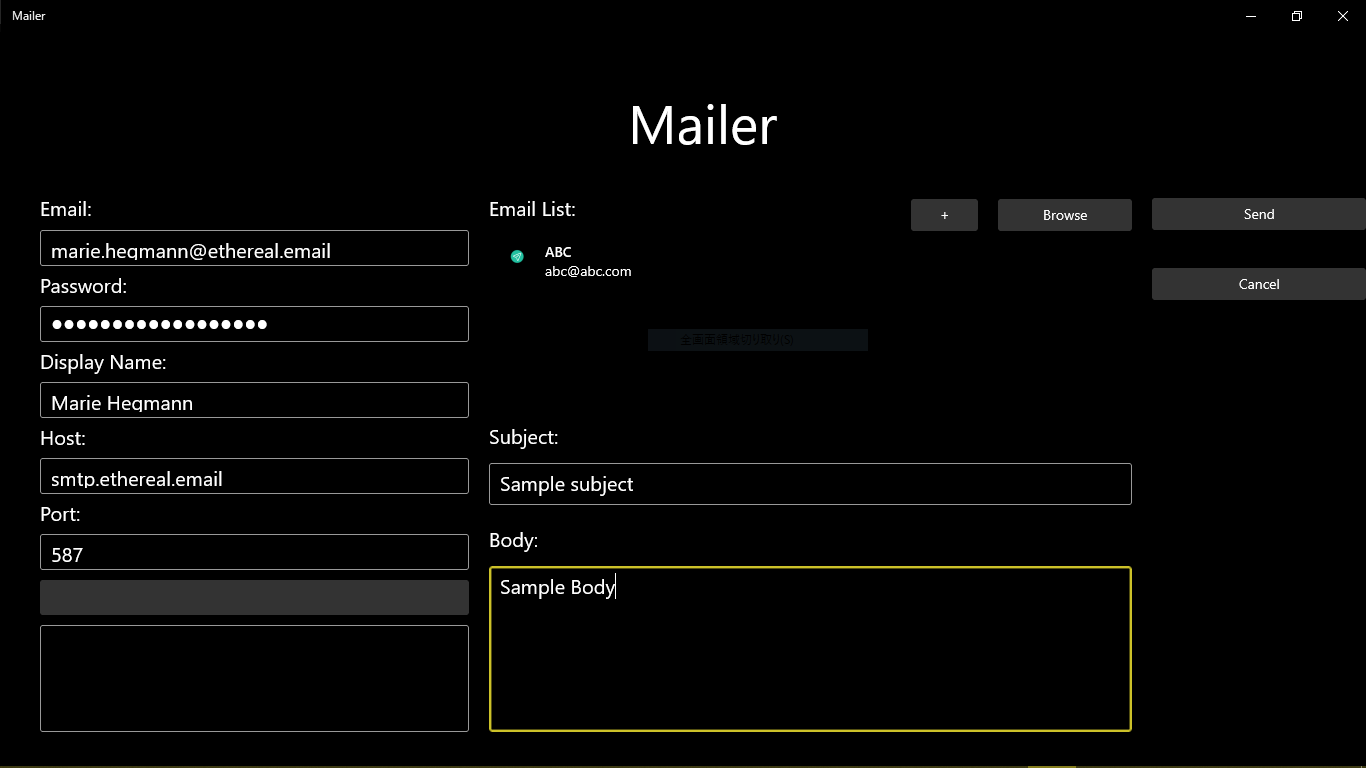 Mailer
Mailer
Email:
marie.hegmann@ethereal.email
Password:
●●●●●●●●●●●●●●●●●●
Display Name:
Marie Hegmann
Host:
smtp.ethereal.email
Port:
587
Email List:
+
Browse
ABC
abc@abc.com
全画面領域切り取り(S)
Subject:
Sample subject
Body:
Sample Body
Send
Cancel